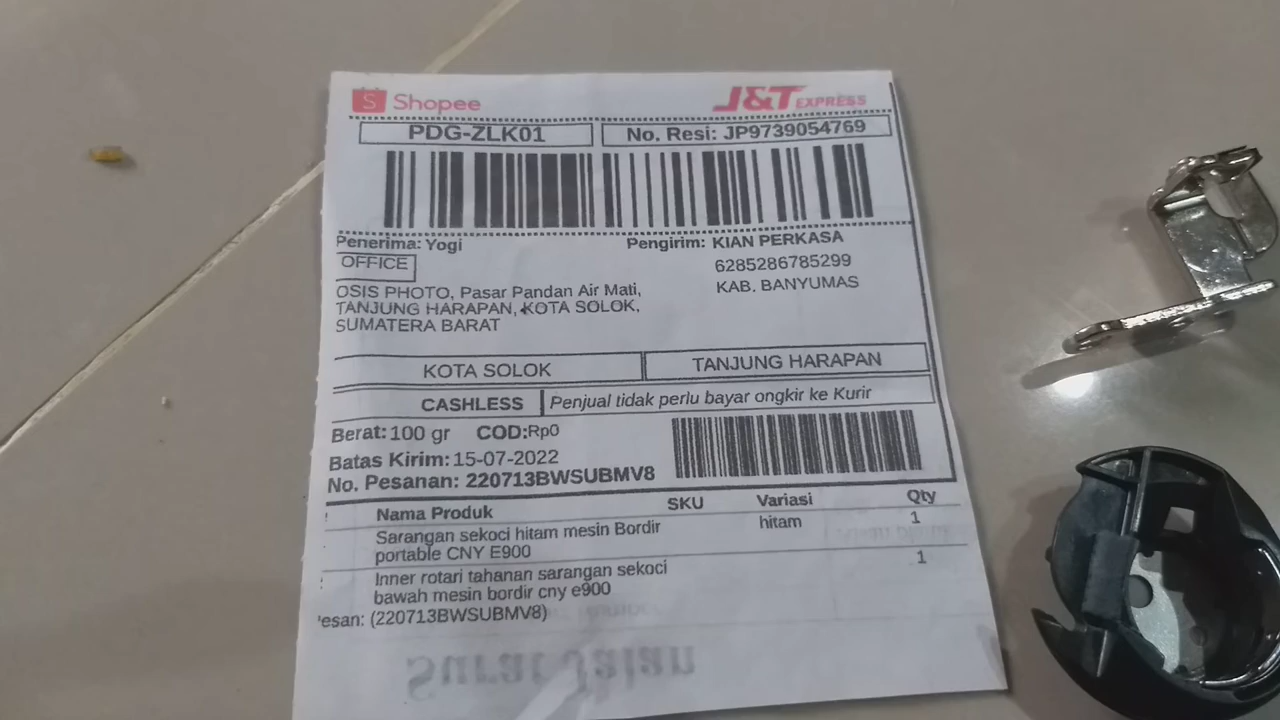 Shopee
J&T EXPRESS
PDG-ZLK01
No. Resi: JP9739054769
Penerima: Yogi
Pengirim: KIAN PERKASA
OFFICE
6285286785299
KAB. BANYUMAS
OSIS PHOTO, Pasar Pandan Air Mati,
TANJUNG HARAPAN, KOTA SOLOK,
SUMATERA BARAT
KOTA SOLOK
TANJUNG HARAPAN
CASHLESS
Penjual tidak perlu bayar ongkir ke Kurir
Berat: 100 gr COD:Rp0
Batas Kirim: 15-07-2022
No. Pesanan: 220713BWSUBMV8
Nama Produk SKU Variasi Qty
Sarangan sekoci hitam mesin Bordir hitam 1
portable CNY E900
Inner rotari tahanan sarangan sekoci 1
bawah mesin bordir cny e900
esan: (220713BWSUBMV8)
Surat Jalan